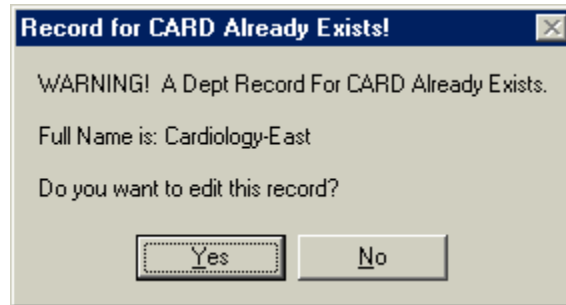 Record for CARD Already Exists!
WARNING!  A Dept Record For CARD Already Exists.
Full Name is: Cardiology-East
Do you want to edit this record?
Yes
No